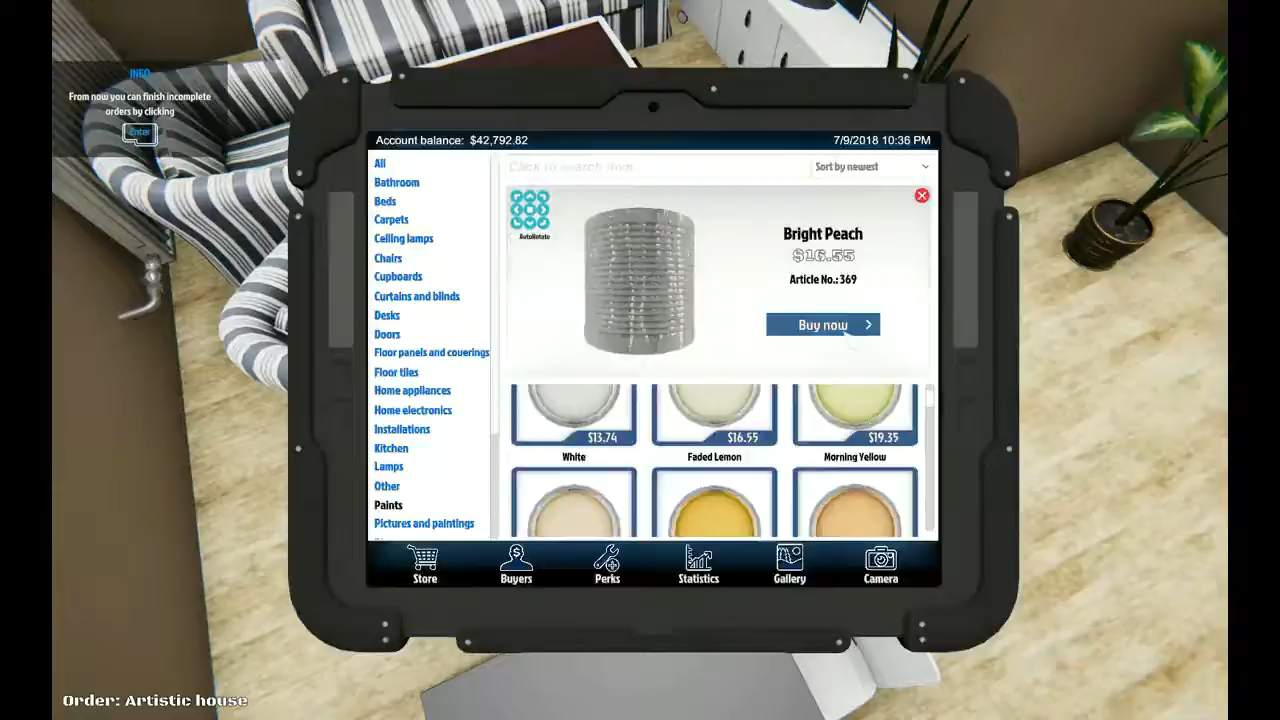 INFO
From now you can finish incomplete
orders by clicking
Enter
Account balance: $42,792.82
7/9/2018 10:36 PM
All
Bathroom
Beds
Carpets
Ceiling lamps
Chairs
Cupboards
Curtains and blinds
Desks
Doors
Floor panels and coverings
Floor tiles
Home appliances
Home electronics
Installations
Kitchen
Lamps
Other
Paints
Pictures and paintings
Click to search item...
Sort by newest
AutoRotate
Bright Peach
$16.55
Article No.: 369
Buy now
$13.74
$16.55
$19.35
White
Faded Lemon
Morning Yellow
Store
Buyers
Perks
Statistics
Gallery
Camera
Order: Artistic house